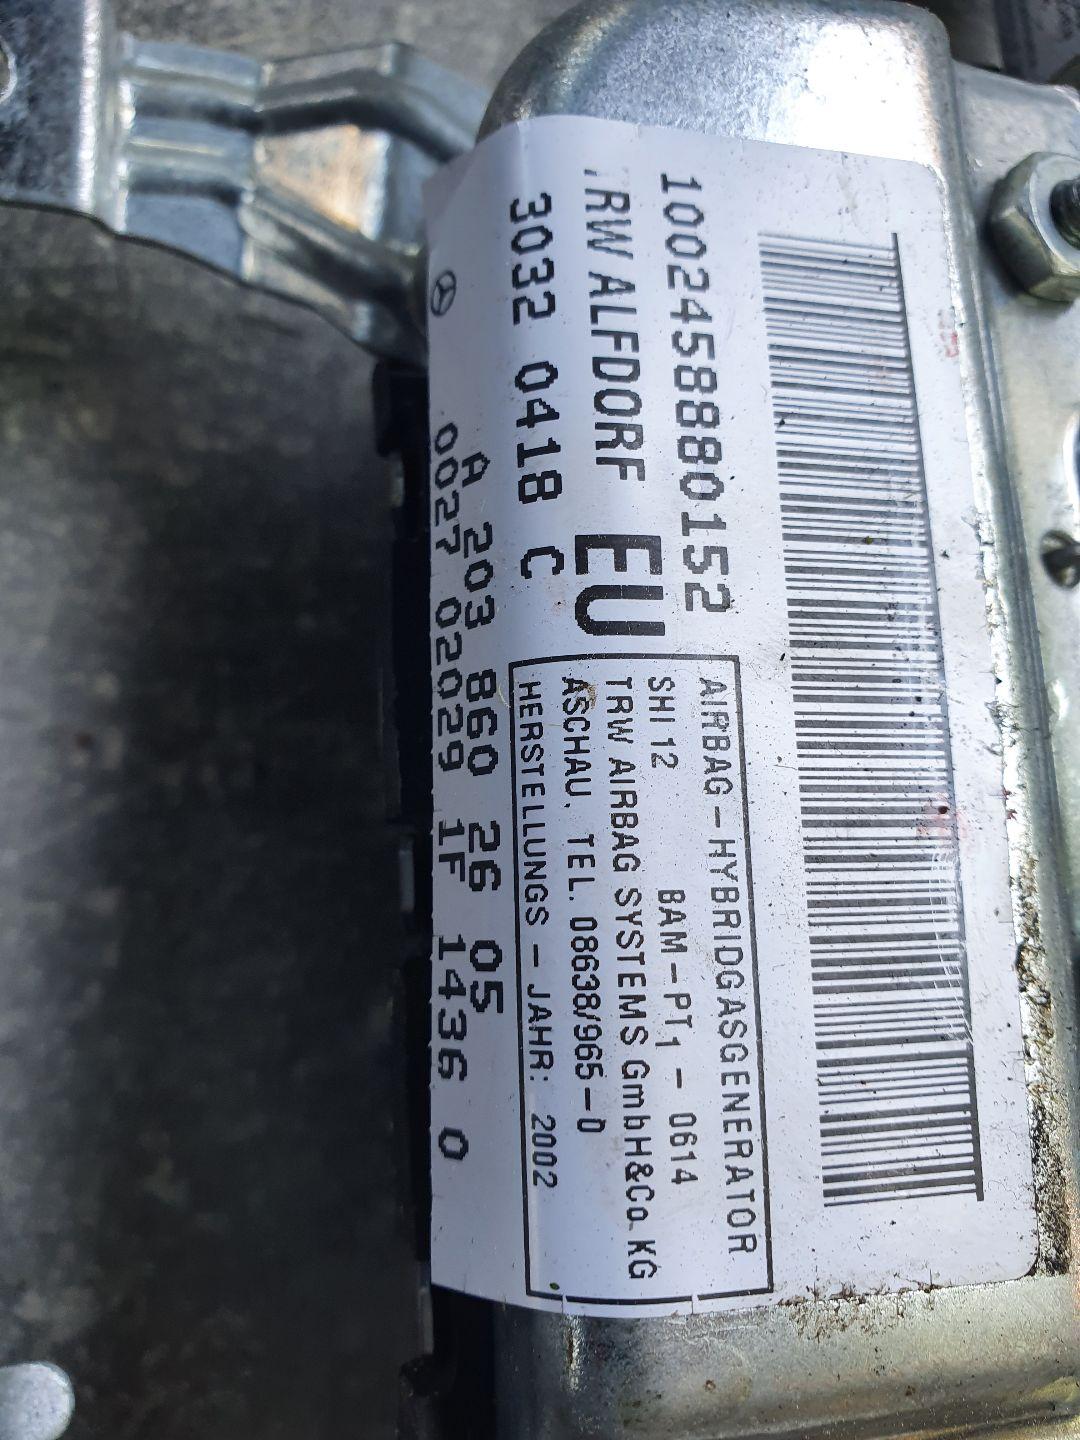 100245880152
TRW ALFDORF EU
3032 0418 C
AIRBAG-HYBRIDGASGENERATOR
SHI 12 BAM-PT1-0614
TRW AIRBAG SYSTEMS GmbH&Co. KG
ASCHAU, TEL. 08638/965-0
HERSTELLUNGS-JAHR: 2002
A 203 860 26 05
0027 02029 1F 1436 0